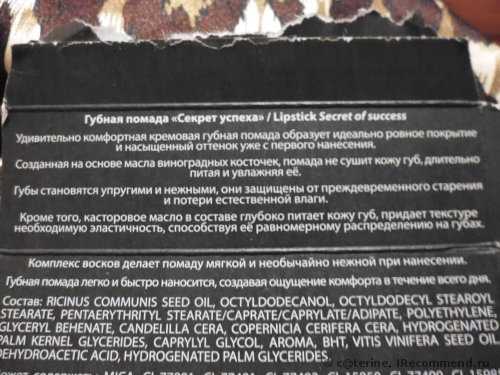 Губная помада «Секрет успеха» / Lipstick Secret of success
Удивительно комфортная кремовая губная помада образует идеально ровное покрытие
и насыщенный оттенок уже с первого нанесения.
Созданная на основе масла виноградных косточек, помада не сушит кожу губ, длительно
питая и увлажняя её.
Губы становятся упругими и нежными, они защищены от преждевременного старения
и потери естественной влаги.
Кроме того, касторовое масло в составе глубоко питает кожу губ, придает текстуре
необходимую эластичность, способствуя её равномерному распределению на губах.
Комплекс восков делает помаду мягкой и необычайно нежной при нанесении.
Губная помада легко и быстро наносится, создавая ощущение комфорта в течение всего дня.
Состав: RICINUS COMMUNIS SEED OIL, OCTYLDODECANOL, OCTYLDODECYL STEAROYL
STEARATE, PENTAERYTHRITYL STEARATE/CAPRATE/CAPRYLATE/ADIPATE, POLYETHYLENE,
GLYCERYL BEHENATE, CANDELILLA CERA, COPERNICIA CERIFERA CERA, HYDROGENATED
PALM KERNEL GLYCERIDES, CAPRYLYL GLYCOL, AROMA, BHT, VITIS VINIFERA SEED OIL,
DEHYDROACETIC ACID, HYDROGENATED PALM GLYCERIDES.
c@terine, IRecommend.ru